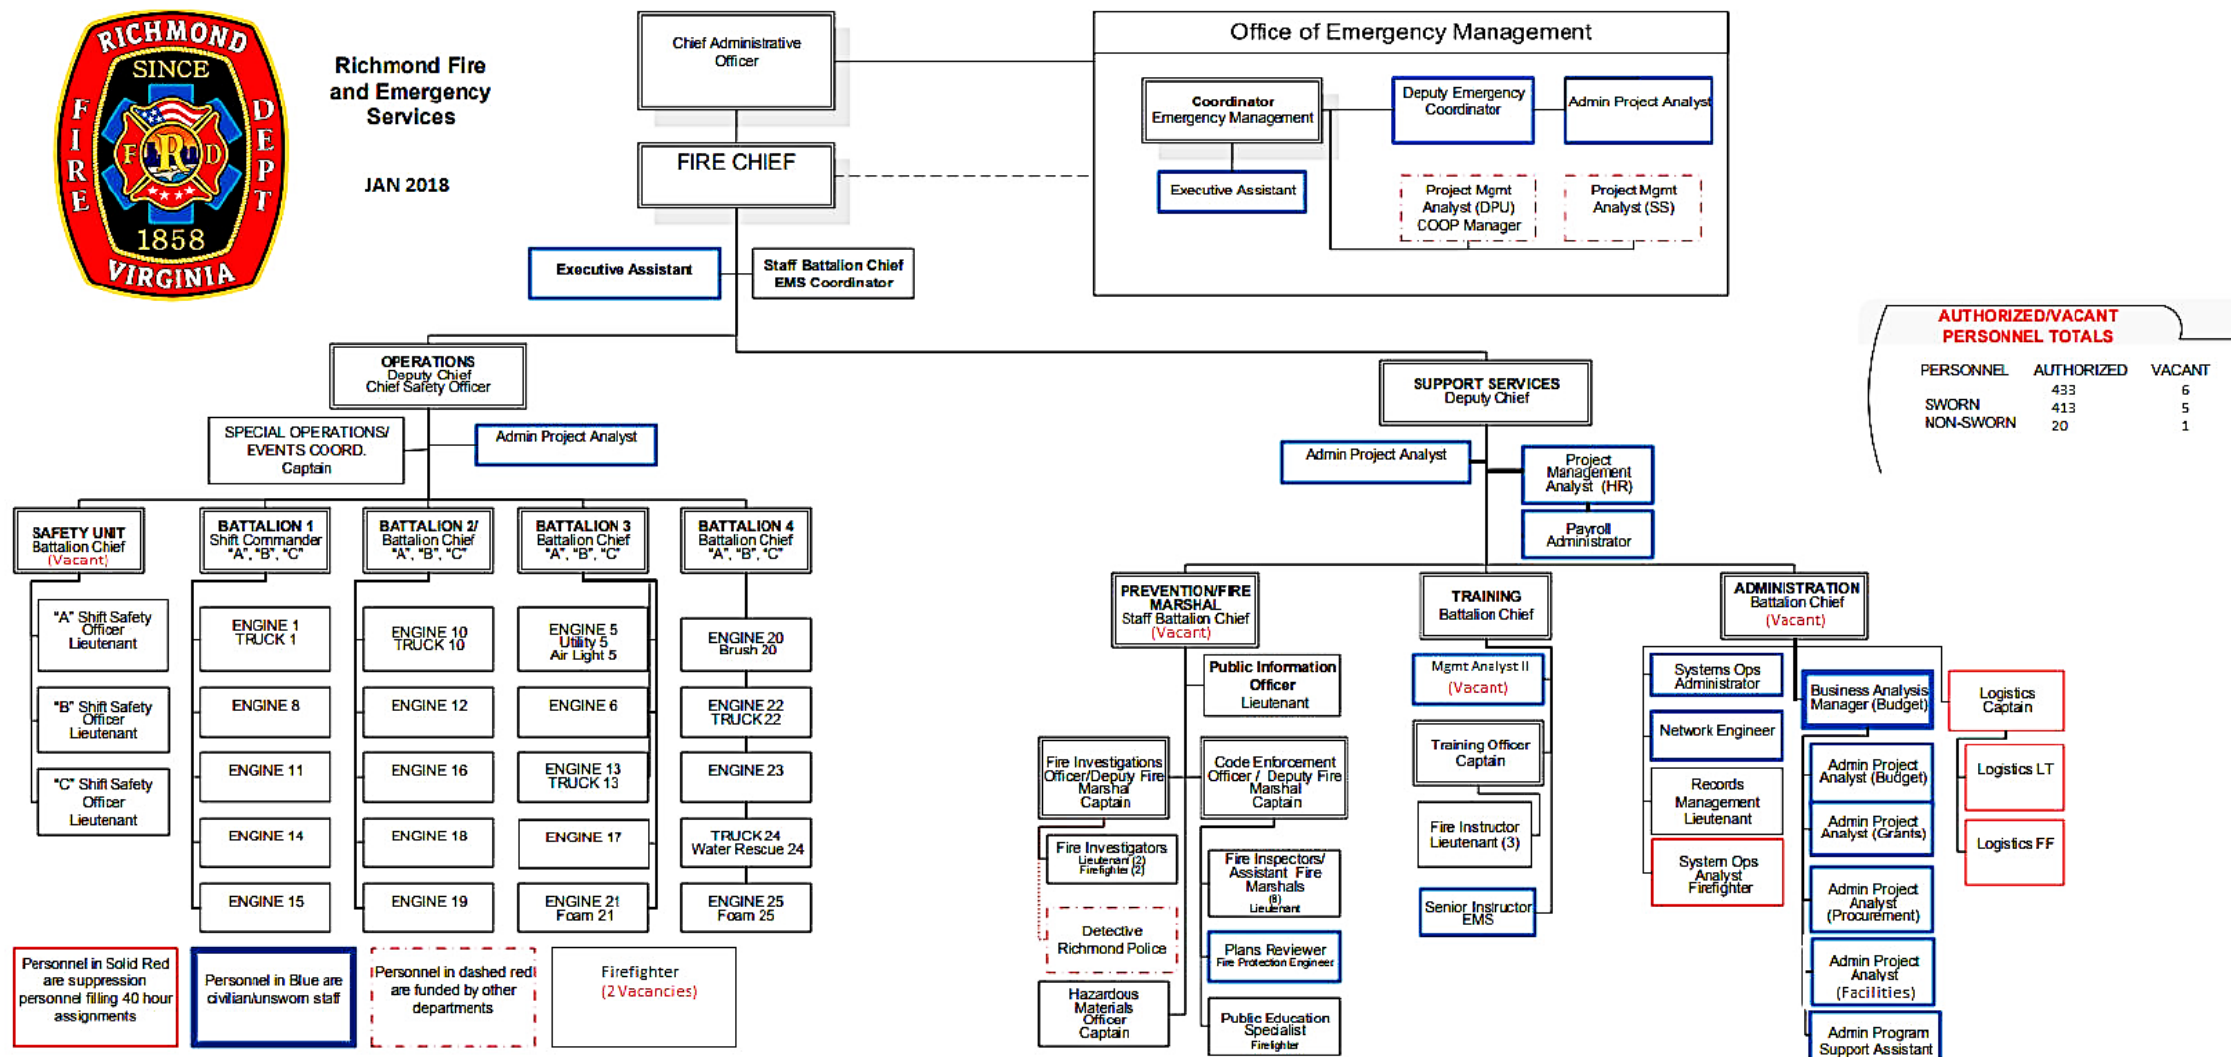 RICHMOND
FIRE
DEPT
SINCE
F R D
1858
VIRGINIA
Richmond Fire
and Emergency
Services
JAN 2018
Chief Administrative
Officer
FIRE CHIEF
Office of Emergency Management
Coordinator
Emergency Management
Deputy Emergency
Coordinator
Admin Project Analyst
Executive Assistant
Project Mgmt
Analyst (DPU)
COOP Manager
Project Mgmt
Analyst (SS)
Executive Assistant
Staff Battalion Chief
EMS Coordinator
AUTHORIZED/VACANT
PERSONNEL TOTALS
PERSONNEL AUTHORIZED VACANT
433 6
SWORN 413 5
NON-SWORN 20 1
OPERATIONS
Deputy Chief
Chief Safety Officer
SPECIAL OPERATIONS/
EVENTS COORD.
Captain
Admin Project Analyst
SUPPORT SERVICES
Deputy Chief
Admin Project Analyst
Project
Management
Analyst (HR)
Payroll
Administrator
SAFETY UNIT
Battalion Chief
(Vacant)
"A" Shift Safety
Officer
Lieutenant
"B" Shift Safety
Officer
Lieutenant
"C" Shift Safety
Officer
Lieutenant
BATTALION 1
Shift Commander
"A", "B", "C"
ENGINE 1
TRUCK 1
ENGINE 8
ENGINE 11
ENGINE 14
ENGINE 15
BATTALION 2/
Battalion Chief
"A", "B", "C"
ENGINE 10
TRUCK 10
ENGINE 12
ENGINE 16
ENGINE 18
ENGINE 19
BATTALION 3
Battalion Chief
"A", "B", "C"
ENGINE 5
Utility 5
Air Light 5
ENGINE 6
ENGINE 13
TRUCK 13
ENGINE 17
ENGINE 21
Foam 21
BATTALION 4
Battalion Chief
"A", "B", "C"
ENGINE 20
Brush 20
ENGINE 22
TRUCK 22
ENGINE 23
TRUCK 24
Water Rescue 24
ENGINE 25
Foam 25
PREVENTION/FIRE
MARSHAL
Staff Battalion Chief
(Vacant)
Public Information
Officer
Lieutenant
Fire Investigations
Officer/Deputy Fire
Marshal
Captain
Code Enforcement
Officer / Deputy Fire
Marshal
Captain
Fire Investigators
Lieutenant (2)
Firefighter (2)
Detective
Richmond Police
Hazardous
Materials
Officer
Captain
Fire Inspectors/
Assistant Fire
Marshals
(8)
Lieutenant
Plans Reviewer
Fire Protection Engineer
Public Education
Specialist
Firefighter
TRAINING
Battalion Chief
Mgmt Analyst II
(Vacant)
Training Officer
Captain
Fire Instructor
Lieutenant (3)
Senior Instructor
EMS
ADMINISTRATION
Battalion Chief
(Vacant)
Systems Ops
Administrator
Network Engineer
Records
Management
Lieutenant
System Ops
Analyst
Firefighter
Business Analysis
Manager (Budget)
Admin Project
Analyst (Budget)
Admin Project
Analyst (Grants)
Admin Project
Analyst
(Procurement)
Admin Project
Analyst
(Facilities)
Admin Program
Support Assistant
Logistics
Captain
Logistics LT
Logistics FF
Personnel in Solid Red
are suppression
personnel filling 40 hour
assignments
Personnel in Blue are
civilian/unsworn staff
Personnel in dashed red
are funded by other
departments
Firefighter
(2 Vacancies)